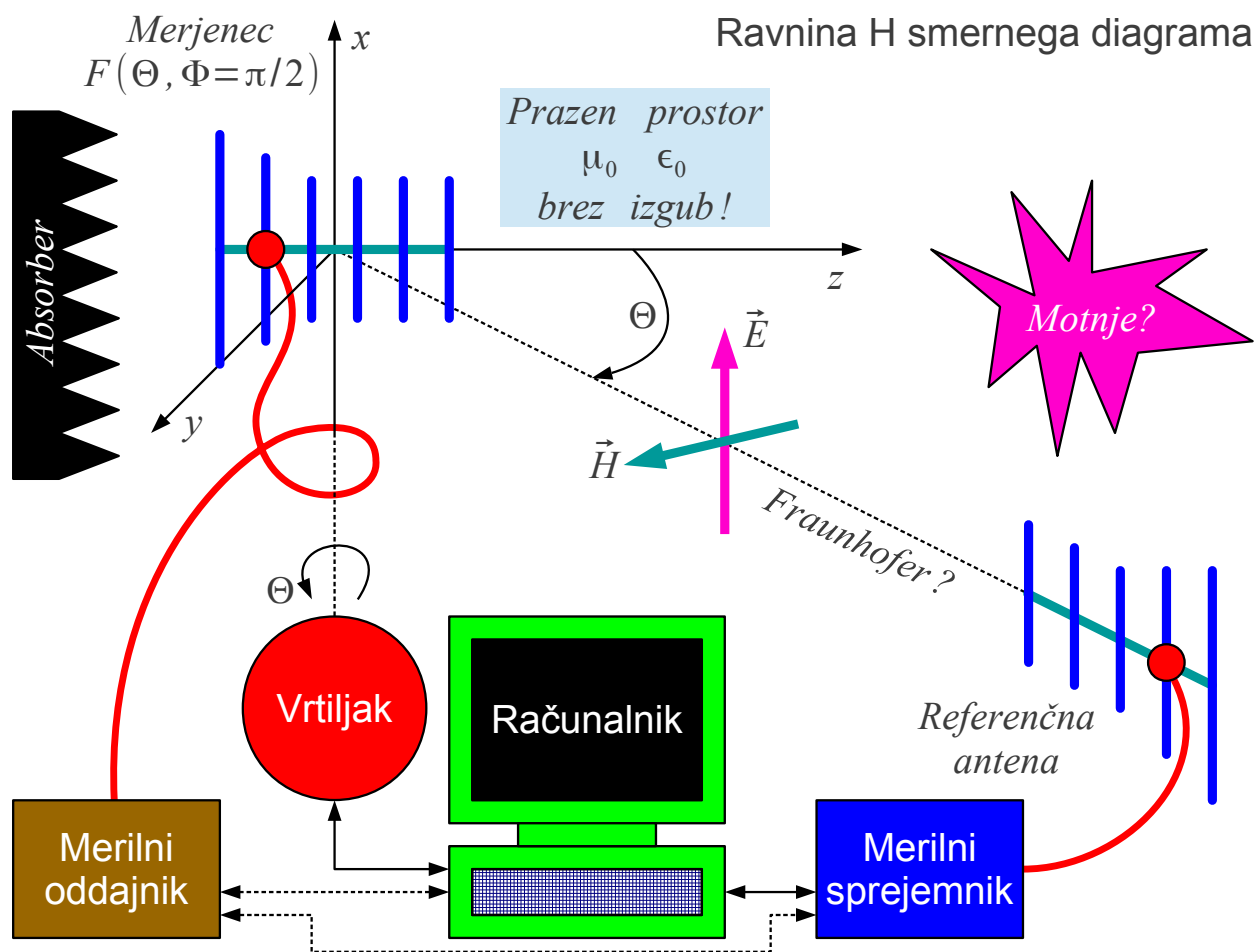 Ravnina H smernega diagrama
Merjenec
F(Θ, Φ=π/2)
x
Prazen prostor
μ₀ ϵ₀
brez izgub!
Absorber
z
Θ
Motnje?
E⃗
y
H⃗
Fraunhofer?
Θ
Vrtiljak
Računalnik
Referenčna
antena
Merilni
oddajnik
Merilni
sprejemnik